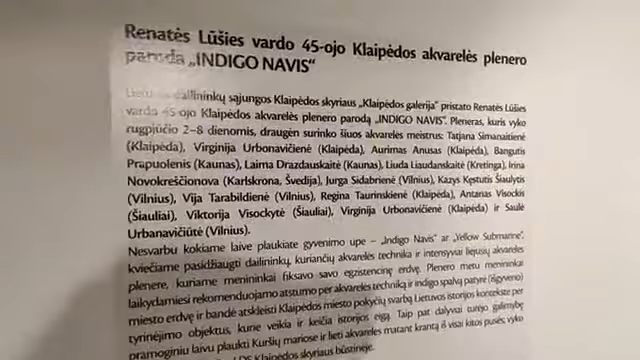 Renatės Lūšies vardo 45-ojo Klaipėdos akvarelės plenero
paroda „INDIGO NAVIS“
Lietuvos dailininkų sąjungos Klaipėdos skyriaus „Klaipėdos galerija“ pristato Renatės Lūšies
vardo 45-ojo Klaipėdos akvarelės plenero parodą „INDIGO NAVIS“. Pleneras, kuris vyko
rugpjūčio 2–8 dienomis, draugėn surinko šiuos akvarelės meistrus: Tatjana Simanaitienė
(Klaipėda), Virginija Urbonavičienė (Klaipėda), Aurimas Anusas (Klaipėda), Bangutis
Prapuolenis (Kaunas), Laima Drazdauskaitė (Kaunas), Liuda Liaudanskaitė (Kretinga), Irina
Novokreščionova (Karlskrona, Švedija), Jurga Sidabrienė (Vilnius), Kazys Kęstutis Šiaulytis
(Vilnius), Vija Tarabildienė (Vilnius), Regina Taurinskienė (Klaipėda), Antanas Visockis
(Šiauliai), Viktorija Visockytė (Šiauliai), Virginija Urbonavičienė (Klaipėda) ir Saulė
Urbanavičiūtė (Vilnius).
Nesvarbu kokiame laive plaukiate gyvenimo upe – „Indigo Navis“ ar „Yellow Submarine“,
kviečiame pasidžiaugti dailininkų, kuriančių akvarelės technika ir intensyviai liejusių akvareles
plenere, kuriame menininkai fiksavo savo egzistencinę erdvę. Plenero metu menininkai
laikydamiesi rekomenduojamo atstumo per akvarelės techniką ir indigo spalvą patyrė (išgyveno)
miesto erdvę ir bandė atskleisti Klaipėdos miesto pokyčių svarbą Lietuvos istorijos kontekste per
tyrinėjimo objektus, kurie veikia ir keičia istorijos eigą. Taip pat dalyviai turėjo galimybę
pramoginiu laivu plaukti Kuršių mariose ir lieti akvareles matant krantą iš visai kitos pusės. vyko
LDS Klaipėdos skyriaus būstinėje.